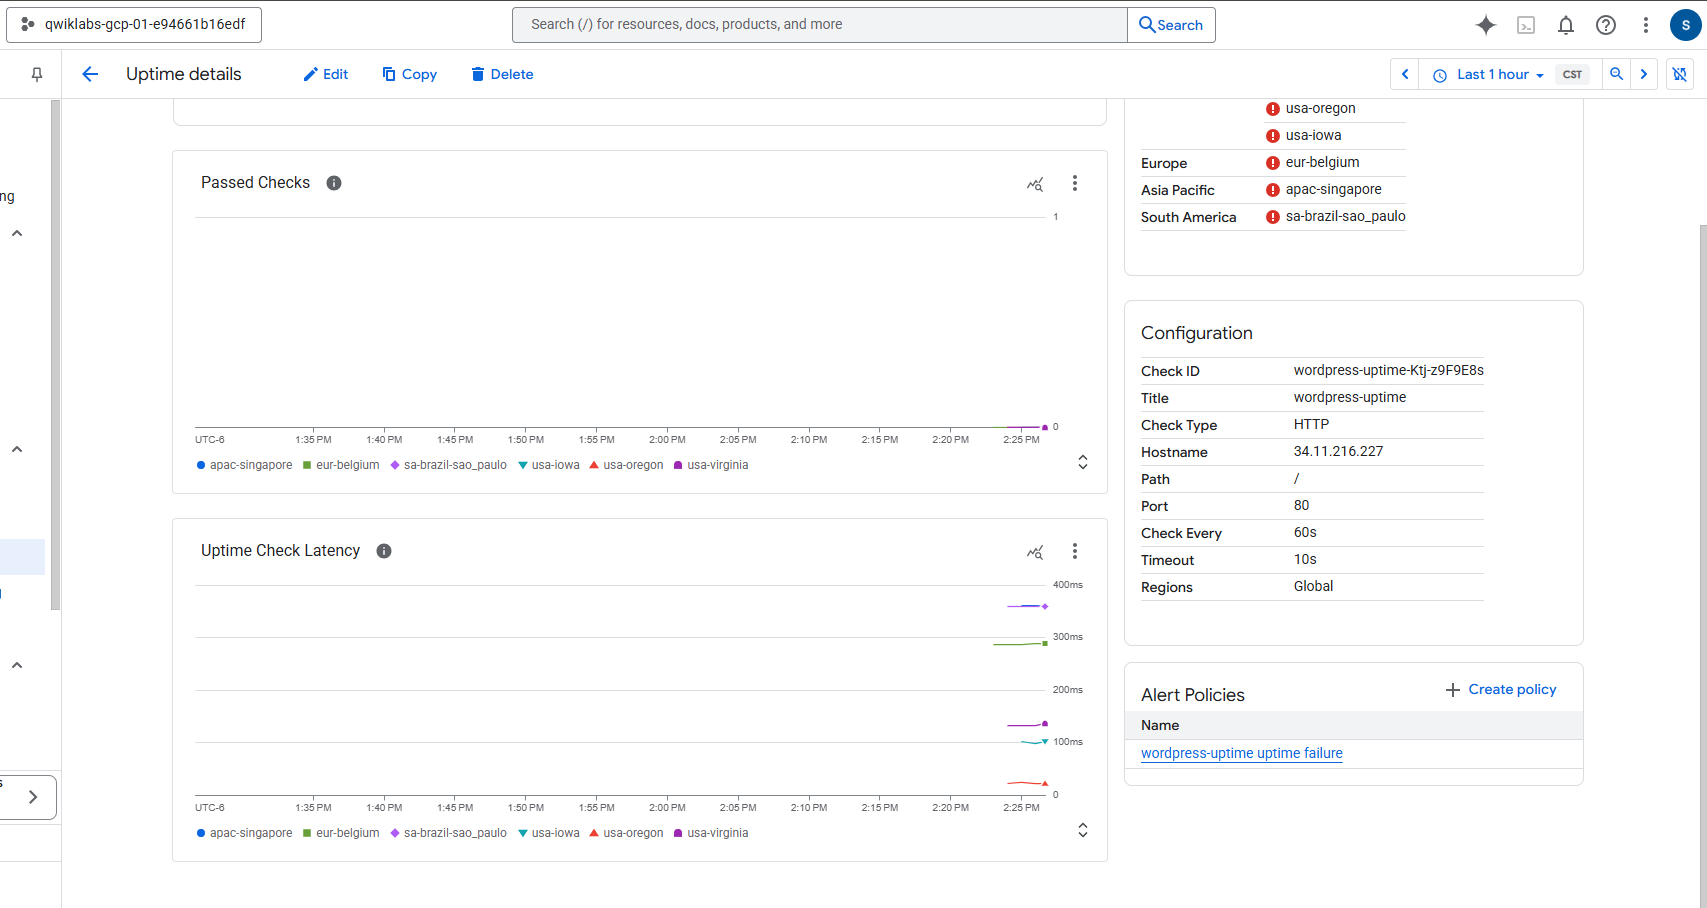 qwiklabs-gcp-01-e94661b16edf
Search (/) for resources, docs, products, and more
Search
S
Uptime details
Edit
Copy
Delete
Last 1 hour
CST
ng
s
Passed Checks
1
0
UTC-6 1:35 PM 1:40 PM 1:45 PM 1:50 PM 1:55 PM 2:00 PM 2:05 PM 2:10 PM 2:15 PM 2:20 PM 2:25 PM
apac-singapore eur-belgium sa-brazil-sao_paulo usa-iowa usa-oregon usa-virginia
Uptime Check Latency
400ms
300ms
200ms
100ms
0
UTC-6 1:35 PM 1:40 PM 1:45 PM 1:50 PM 1:55 PM 2:00 PM 2:05 PM 2:10 PM 2:15 PM 2:20 PM 2:25 PM
apac-singapore eur-belgium sa-brazil-sao_paulo usa-iowa usa-oregon usa-virginia
usa-oregon
usa-iowa
Europe eur-belgium
Asia Pacific apac-singapore
South America sa-brazil-sao_paulo
Configuration
Check ID wordpress-uptime-Ktj-z9F9E8s
Title wordpress-uptime
Check Type HTTP
Hostname 34.11.216.227
Path /
Port 80
Check Every 60s
Timeout 10s
Regions Global
Alert Policies
Create policy
Name
wordpress-uptime uptime failure